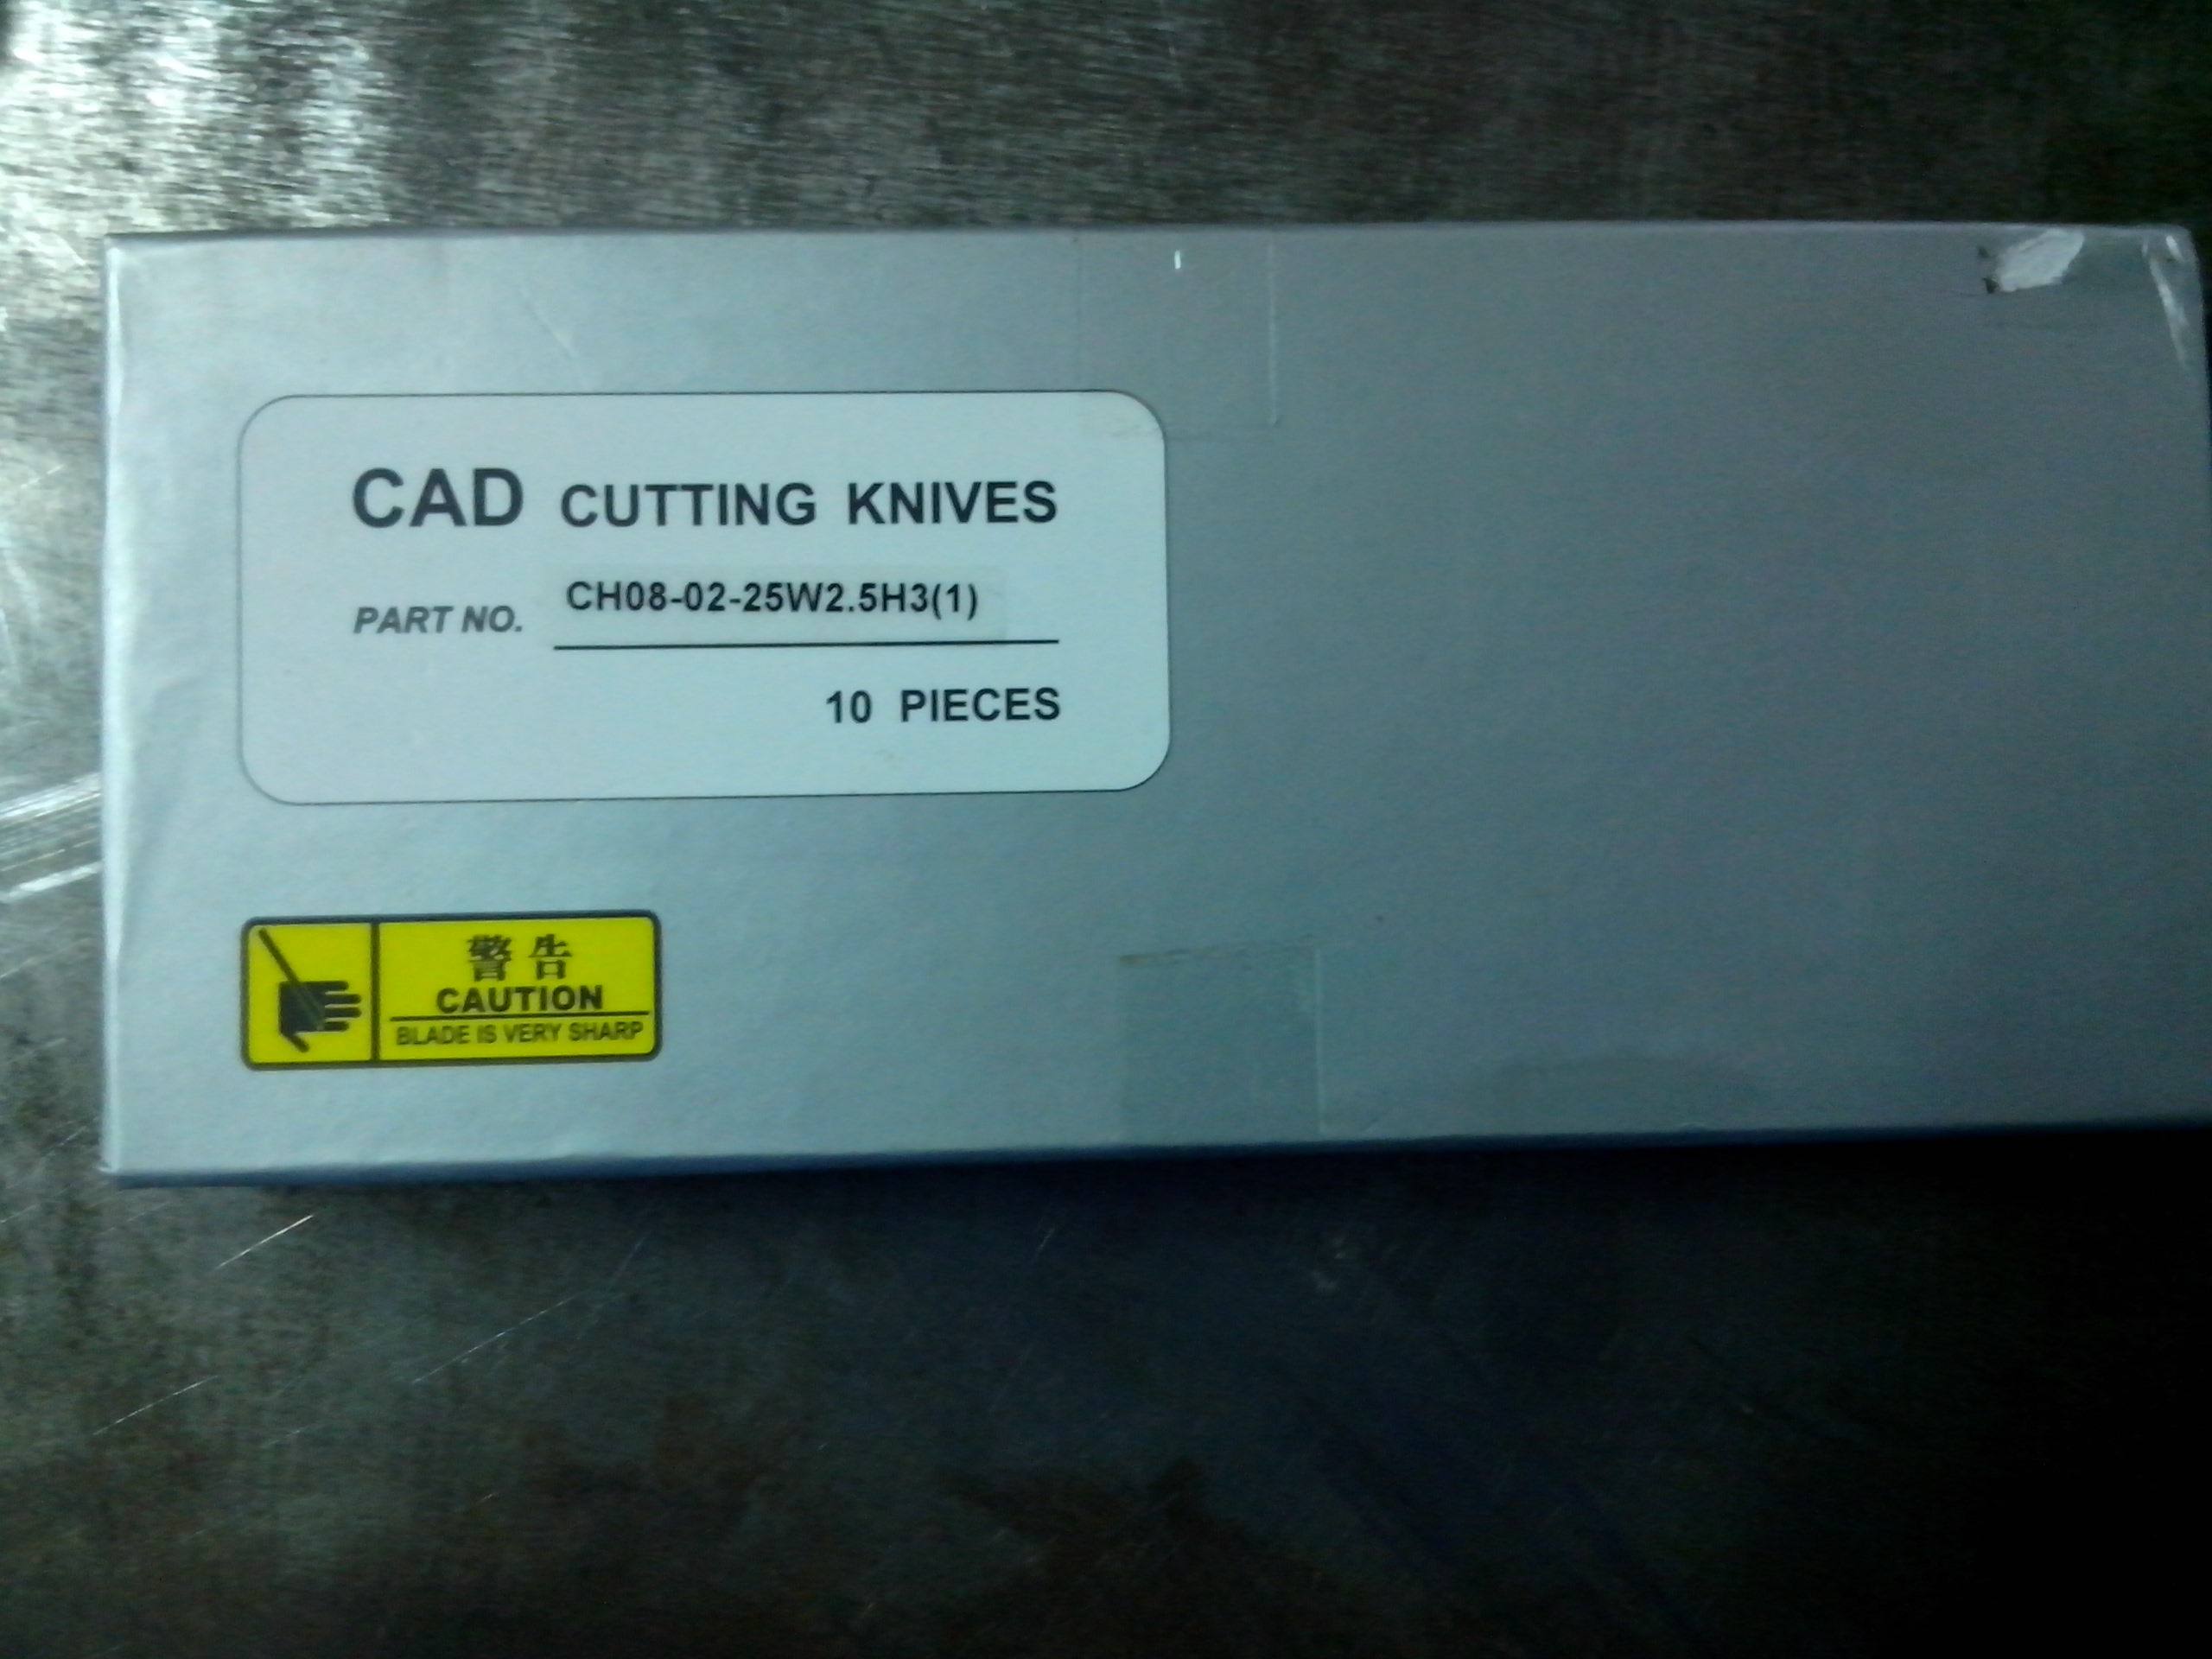 CAD CUTTING KNIVES
PART NO. CH08-02-25W2.5H3(1)
10 PIECES
警告
CAUTION
BLADE IS VERY SHARP